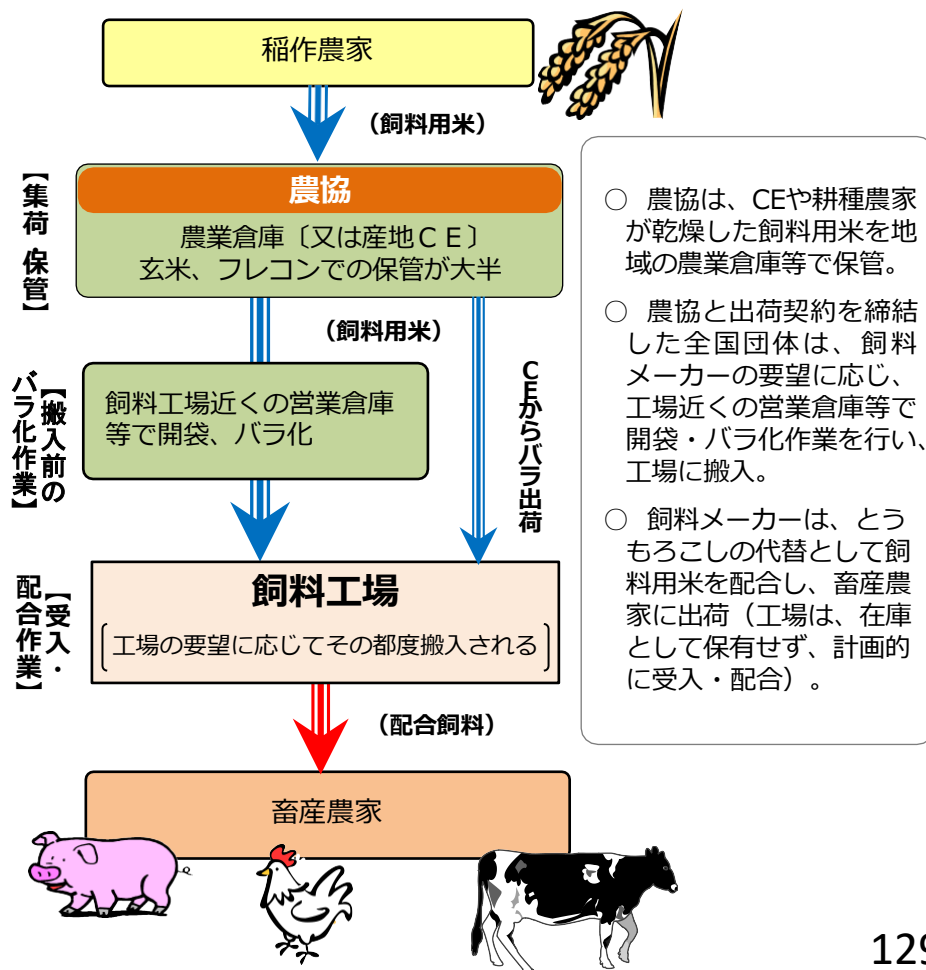 稲作農家
（飼料用米）
【集荷 保管】
農協
農業倉庫〔又は産地ＣＥ〕
玄米、フレコンでの保管が大半
（飼料用米）
CEからバラ出荷
【搬入前の
バラ化作業】
飼料工場近くの営業倉庫
等で開袋、バラ化
【受入・
配合作業】
飼料工場
〔工場の要望に応じてその都度搬入される〕
（配合飼料）
畜産農家
○ 農協は、CEや耕種農家
が乾燥した飼料用米を地
域の農業倉庫等で保管。
○ 農協と出荷契約を締結
した全国団体は、飼料
メーカーの要望に応じ、
工場近くの営業倉庫等で
開袋・バラ化作業を行い、
工場に搬入。
○ 飼料メーカーは、とう
もろこしの代替として飼
料用米を配合し、畜産農
家に出荷（工場は、在庫
として保有せず、計画的
に受入・配合）。
129